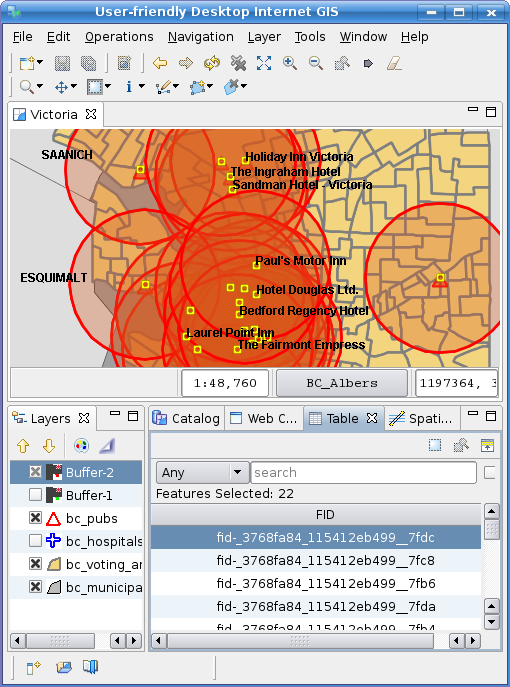 User-friendly Desktop Internet GIS
File Edit Operations Navigation Layer Tools Window Help
Victoria
SAANICH
Holiday Inn Victoria
The Ingraham Hotel
Sandman Hotel - Victoria
Paul's Motor Inn
ESQUIMALT
Hotel Douglas Ltd.
Bedford Regency Hotel
Laurel Point Inn
The Fairmont Empress
1:48,760 BC_Albers 1197364, 3
Layers
Catalog Web C... Table Spati...
Buffer-2
Buffer-1
bc_pubs
bc_hospitals
bc_voting_ar
bc_municipa
Any search
Features Selected: 22
FID
fid-_3768fa84_115412eb499__7fdc
fid-_3768fa84_115412eb499__7fc8
fid-_3768fa84_115412eb499__7fb6
fid-_3768fa84_115412eb499__7fda
fid-_3768fa84_115412eb499__7fb4